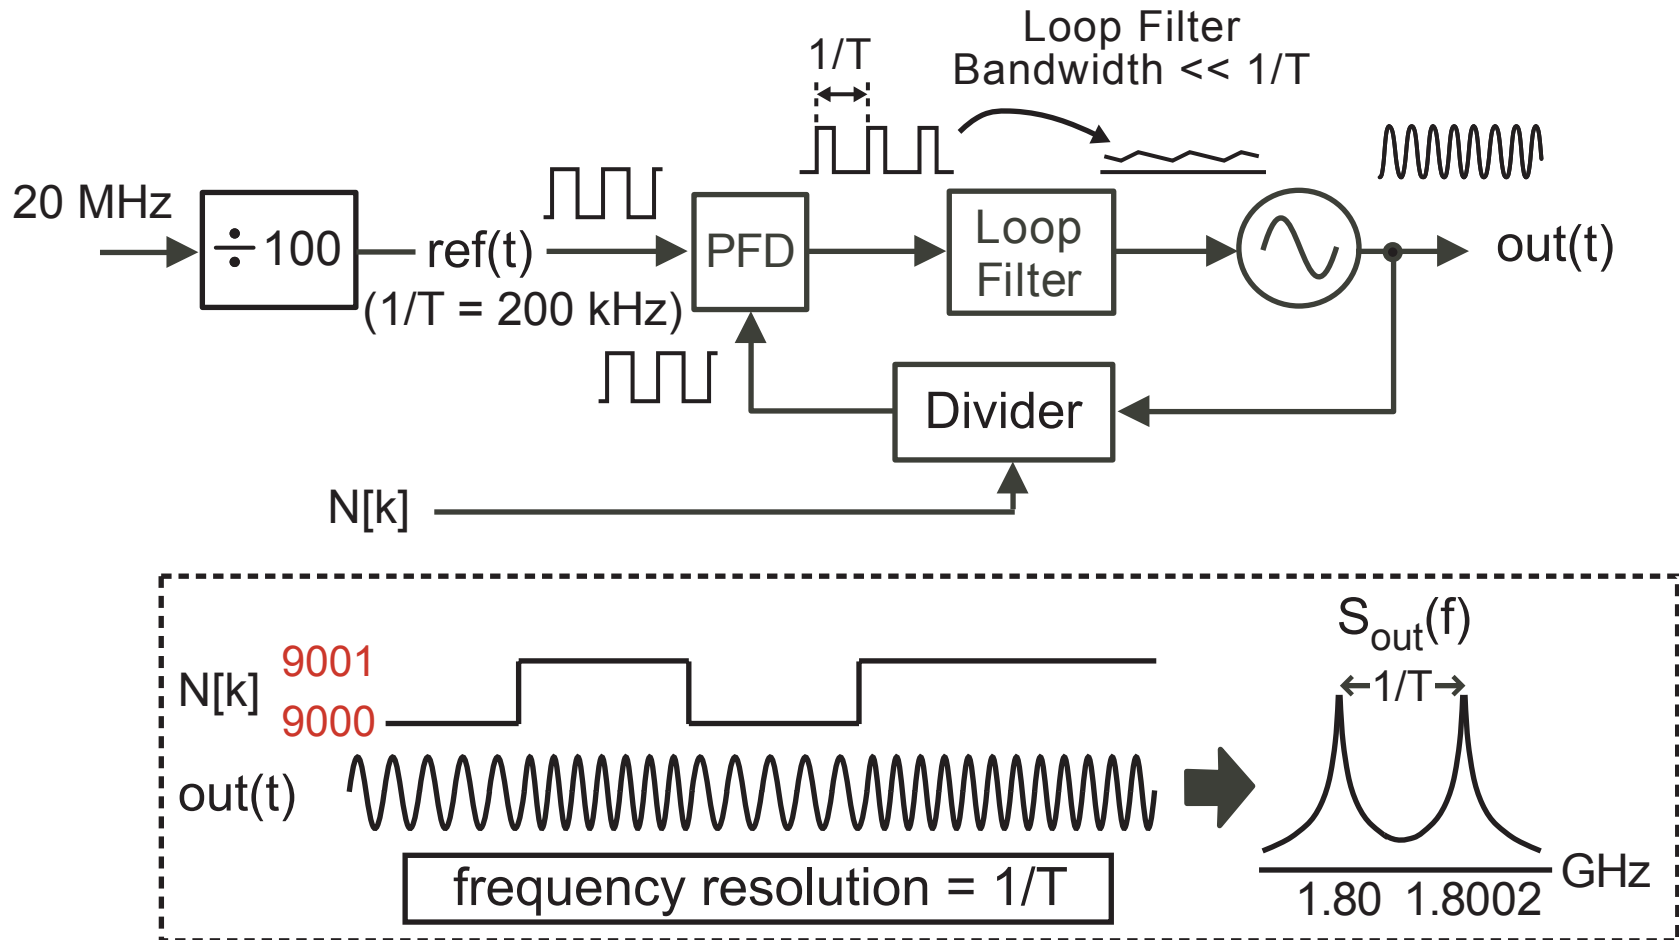 Loop Filter
Bandwidth << 1/T
1/T
20 MHz
÷ 100
ref(t)
(1/T = 200 kHz)
PFD
Loop
Filter
out(t)
Divider
N[k]
Sout(f)
1/T
N[k]
9001
9000
out(t)
frequency resolution = 1/T
1.80 1.8002 GHz